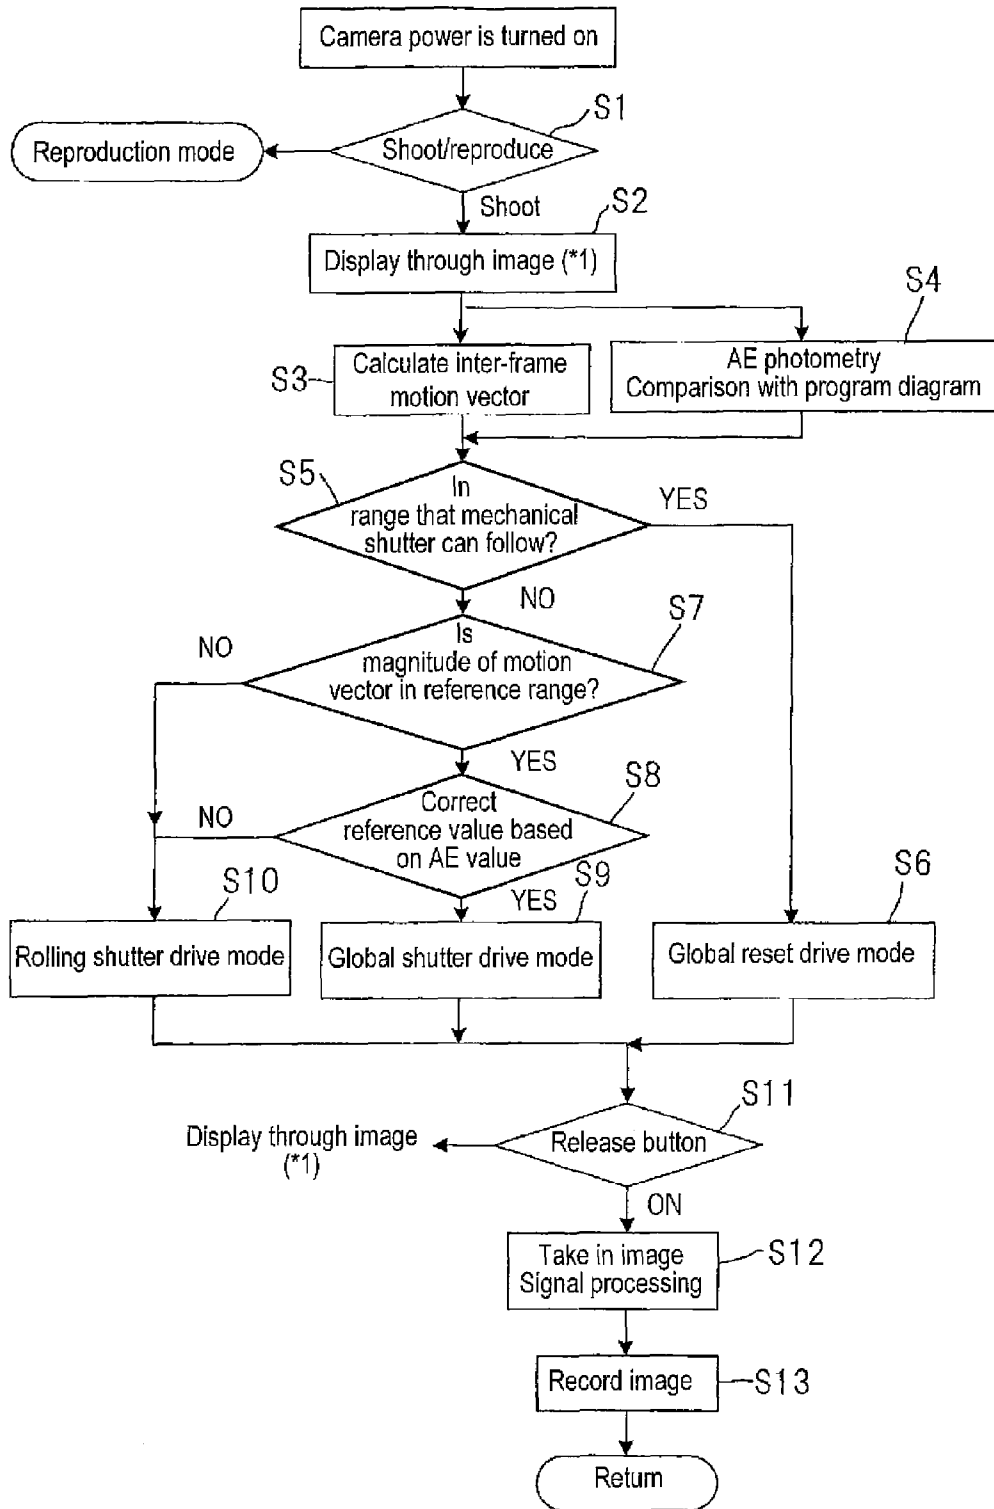 Camera power is turned on
S1
Reproduction mode
Shoot/reproduce
Shoot
S2
Display through image (*1)
S4
S3
Calculate inter-frame
motion vector
AE photometry
Comparison with program diagram
S5
In
range that mechanical
shutter can follow?
YES
NO
S7
NO
Is
magnitude of motion
vector in reference range?
YES
S8
NO
Correct
reference value based
on AE value
S10
YES
S9
S6
Rolling shutter drive mode
Global shutter drive mode
Global reset drive mode
S11
Display through image
(*1)
Release button
ON
Take in image
Signal processing
S12
Record image
S13
Return